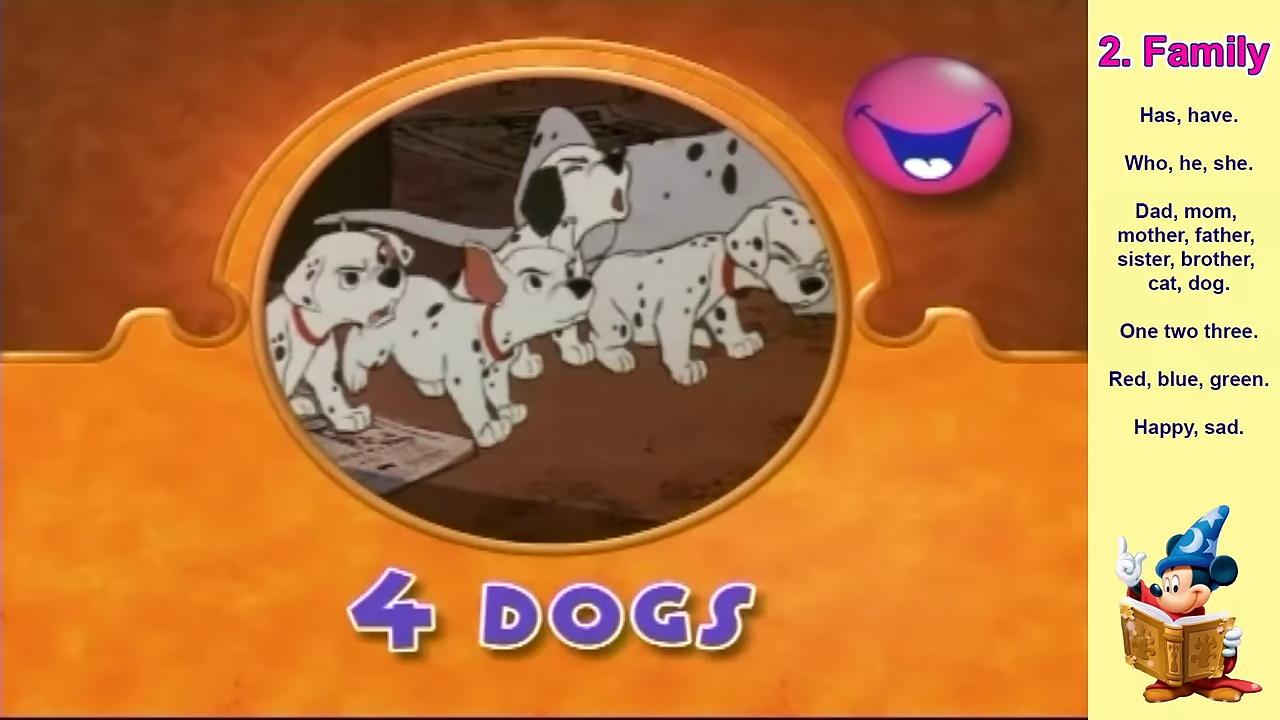 4 DOGS
2. Family
Has, have.
Who, he, she.
Dad, mom,
mother, father,
sister, brother,
cat, dog.
One two three.
Red, blue, green.
Happy, sad.